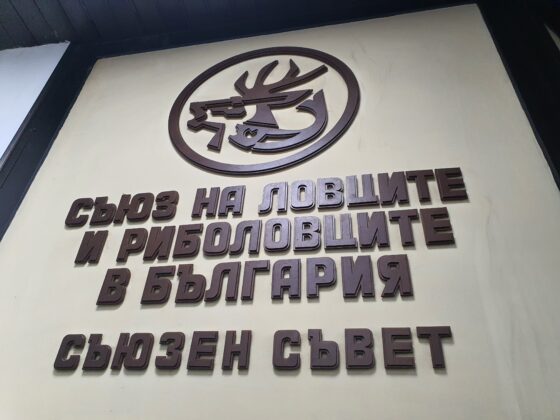 СЪЮЗ НА ЛОВЦИТЕ
И РИБОЛОВЦИТЕ
В БЪЛГАРИЯ
СЪЮЗЕН СЪВЕТ